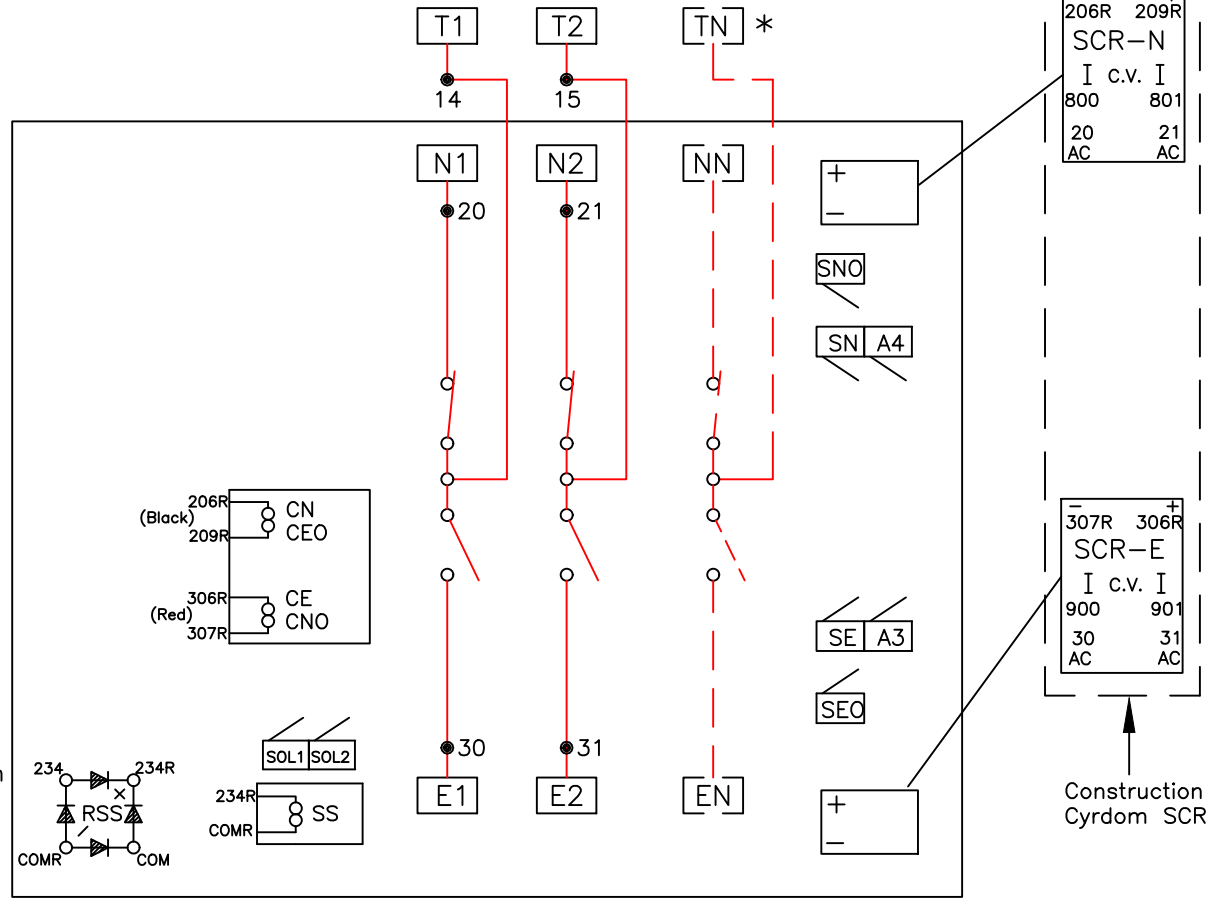 T1 T2 TN *
14 15
206R 209R
SCR-N
I c.v. I
800 801
20 21
AC AC
N1 N2 NN
20 21
+
–
SNO
SN A4
206R CN
(Black)
209R CEO
306R CE
(Red)
307R CNO
– +
307R 306R
SCR-E
I c.v. I
900 901
30 31
AC AC
SE A3
SEO
SOL1 SOL2
30 31
234 234R
RSS
COMR COM
234R SS
COMR
E1 E2 EN
+
–
Construction
Cyrdom SCR